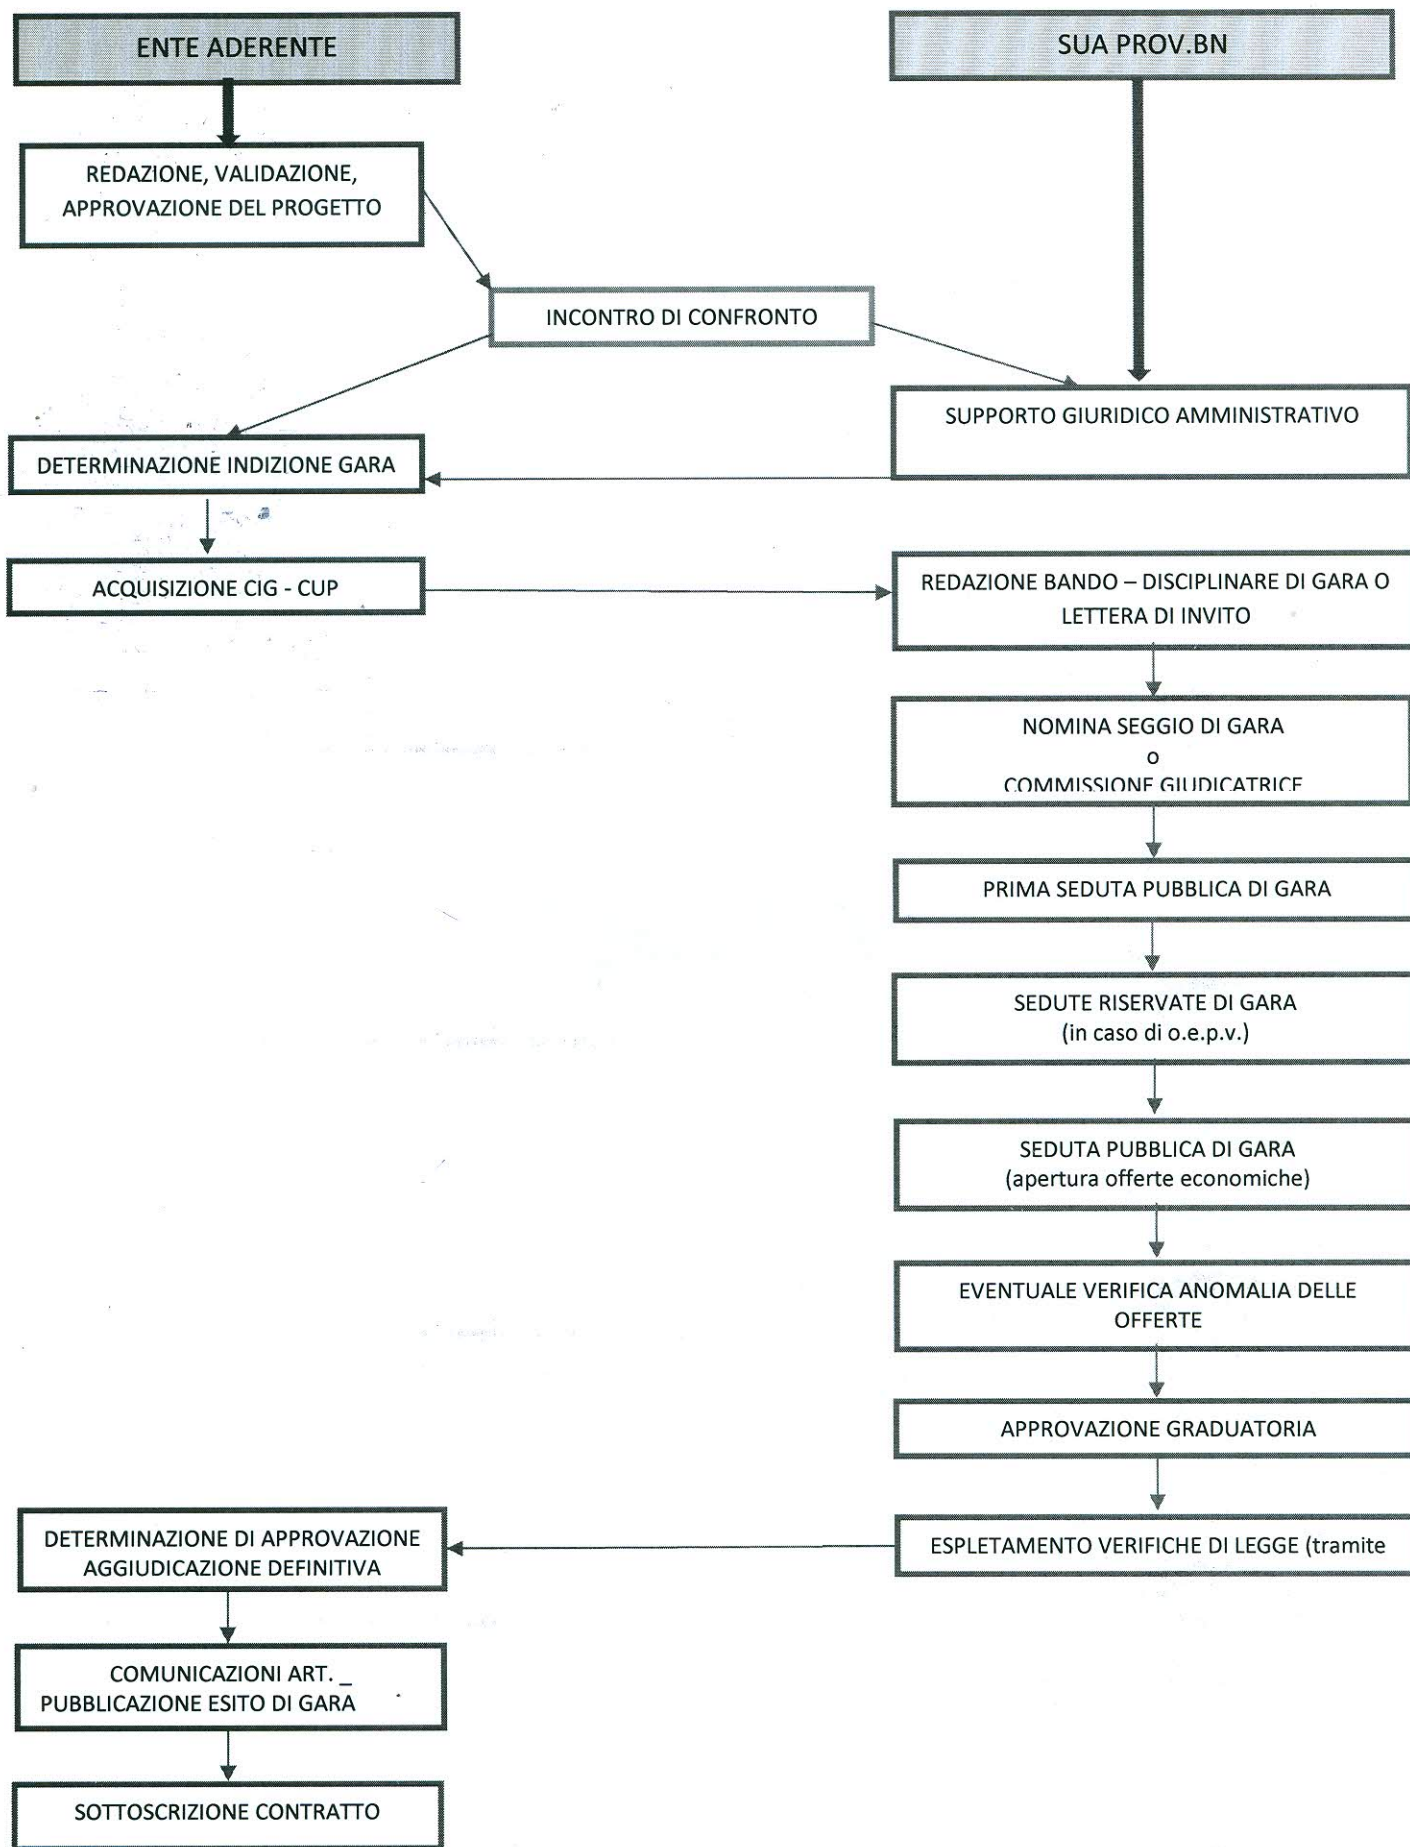 ENTE ADERENTE
SUA PROV.BN
REDAZIONE, VALIDAZIONE,
APPROVAZIONE DEL PROGETTO
INCONTRO DI CONFRONTO
SUPPORTO GIURIDICO AMMINISTRATIVO
DETERMINAZIONE INDIZIONE GARA
ACQUISIZIONE CIG - CUP
REDAZIONE BANDO – DISCIPLINARE DI GARA O
LETTERA DI INVITO
NOMINA SEGGIO DI GARA
o
COMMISSIONE GIUDICATRICE
PRIMA SEDUTA PUBBLICA DI GARA
SEDUTE RISERVATE DI GARA
(in caso di o.e.p.v.)
SEDUTA PUBBLICA DI GARA
(apertura offerte economiche)
EVENTUALE VERIFICA ANOMALIA DELLE
OFFERTE
APPROVAZIONE GRADUATORIA
ESPLETAMENTO VERIFICHE DI LEGGE (tramite
DETERMINAZIONE DI APPROVAZIONE
AGGIUDICAZIONE DEFINITIVA
COMUNICAZIONI ART. _
PUBBLICAZIONE ESITO DI GARA
SOTTOSCRIZIONE CONTRATTO